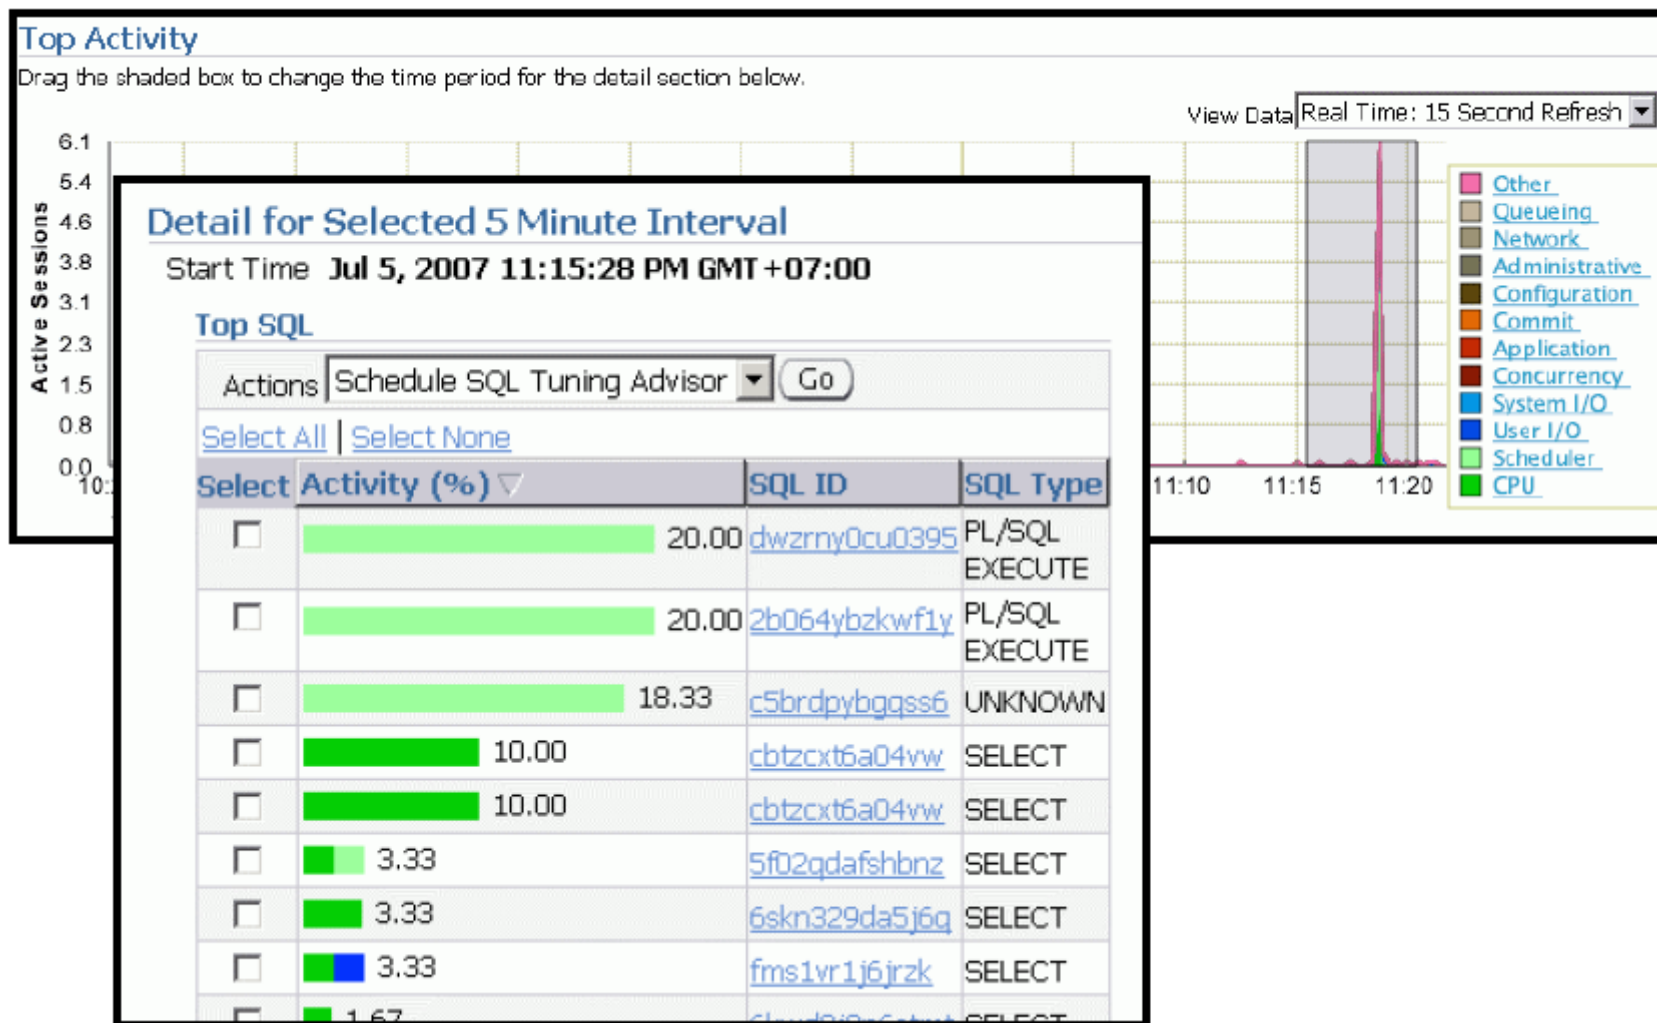 Top Activity
Drag the shaded box to change the time period for the detail section below.
View Data Real Time: 15 Second Refresh
Active Sessions
6.1
5.4
4.6
3.8
3.1
2.3
1.5
0.8
0.0
11:10 11:15 11:20
Other
Queueing
Network
Administrative
Configuration
Commit
Application
Concurrency
System I/O
User I/O
Scheduler
CPU
Detail for Selected 5 Minute Interval
Start Time Jul 5, 2007 11:15:28 PM GMT+07:00
Top SQL
Actions Schedule SQL Tuning Advisor Go
Select All | Select None
Select Activity (%) SQL ID SQL Type
20.00 dwzrny0cu0395 PL/SQL
EXECUTE
20.00 2b064ybzkwf1y PL/SQL
EXECUTE
18.33 c5brdpybgqss6 UNKNOWN
10.00 cbtzcxt6a04vw SELECT
10.00 cbtzcxt6a04vw SELECT
3.33 5f02qdafshbnz SELECT
3.33 6skn329da5j6q SELECT
3.33 fms1vr1j6jrzk SELECT
1.67 SELECT